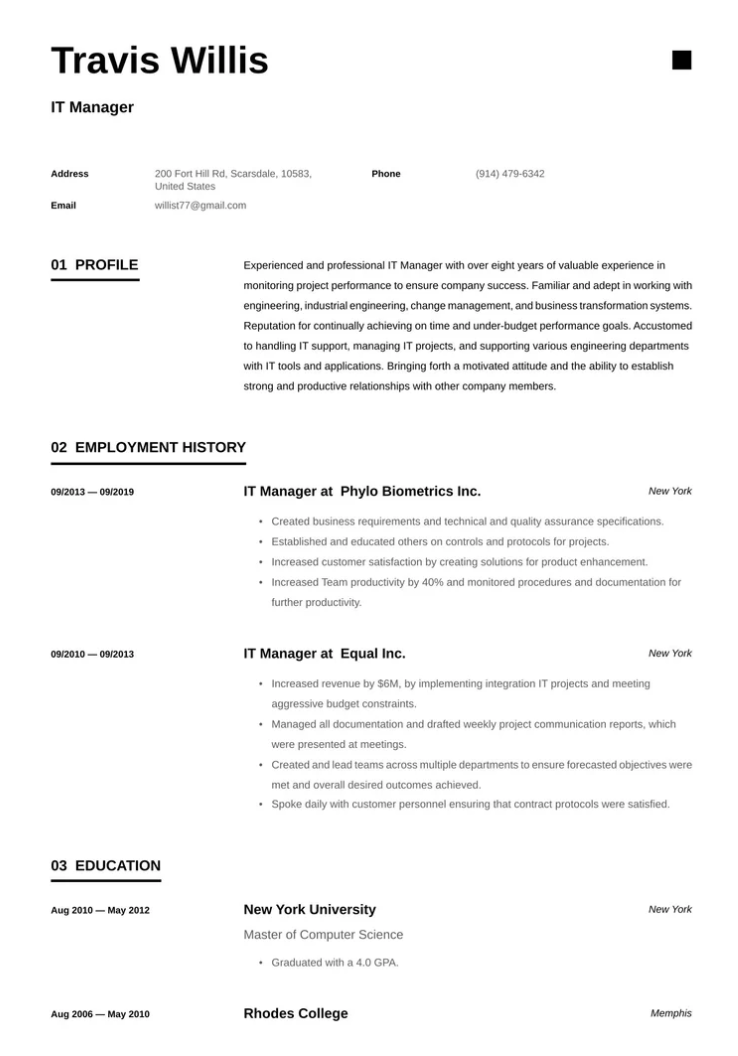 Travis Willis
IT Manager
Address 200 Fort Hill Rd, Scarsdale, 10583, Phone (914) 479-6342
United States
Email willist77@gmail.com
01 PROFILE Experienced and professional IT Manager with over eight years of valuable experience in
monitoring project performance to ensure company success. Familiar and adept in working with
engineering, industrial engineering, change management, and business transformation systems.
Reputation for continually achieving on time and under-budget performance goals. Accustomed
to handling IT support, managing IT projects, and supporting various engineering departments
with IT tools and applications. Bringing forth a motivated attitude and the ability to establish
strong and productive relationships with other company members.
02 EMPLOYMENT HISTORY
09/2013 — 09/2019 IT Manager at Phylo Biometrics Inc. New York
• Created business requirements and technical and quality assurance specifications.
• Established and educated others on controls and protocols for projects.
• Increased customer satisfaction by creating solutions for product enhancement.
• Increased Team productivity by 40% and monitored procedures and documentation for
further productivity.
09/2010 — 09/2013 IT Manager at Equal Inc. New York
• Increased revenue by $6M, by implementing integration IT projects and meeting
aggressive budget constraints.
• Managed all documentation and drafted weekly project communication reports, which
were presented at meetings.
• Created and lead teams across multiple departments to ensure forecasted objectives were
met and overall desired outcomes achieved.
• Spoke daily with customer personnel ensuring that contract protocols were satisfied.
03 EDUCATION
Aug 2010 — May 2012 New York University New York
Master of Computer Science
• Graduated with a 4.0 GPA.
Aug 2006 — May 2010 Rhodes College Memphis